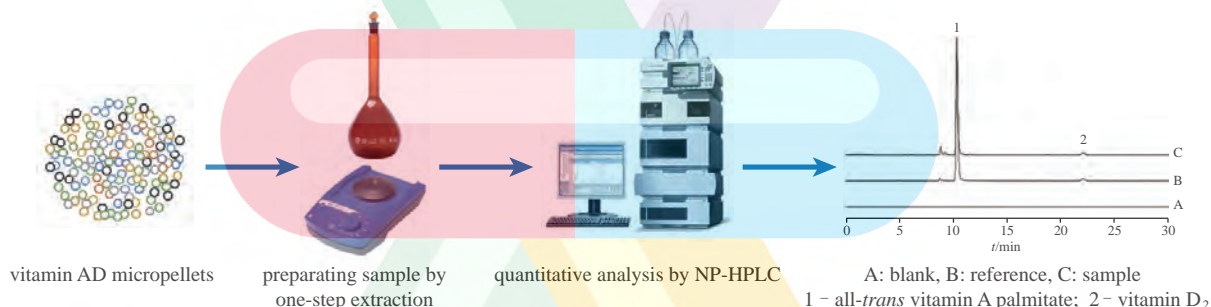 1
2
C
B
A
0 5 10 15 20 25 30
t/min
vitamin AD micropellets
preparating sample by
one-step extraction
quantitative analysis by NP-HPLC
A: blank, B: reference, C: sample
1 - all-trans vitamin A palmitate; 2 - vitamin D₂